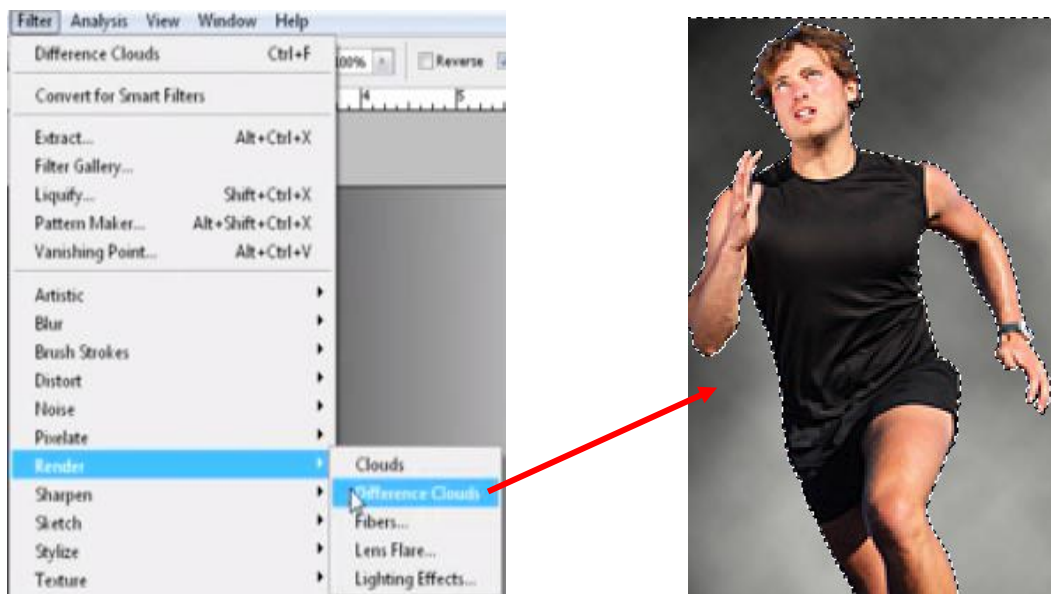 Filter Analysis View Window Help
Difference Clouds Ctrl+F
00% Reverse
Convert for Smart Filters
4 5
Extract... Alt+Ctrl+X
Filter Gallery...
Liquify... Shift+Ctrl+X
Pattern Maker... Alt+Shift+Ctrl+X
Vanishing Point... Alt+Ctrl+V
Artistic
Blur
Brush Strokes
Distort
Noise
Pixelate
Render
Clouds
Sharpen
Difference Clouds
Sketch
Fibers...
Stylize
Lens Flare...
Texture
Lighting Effects...